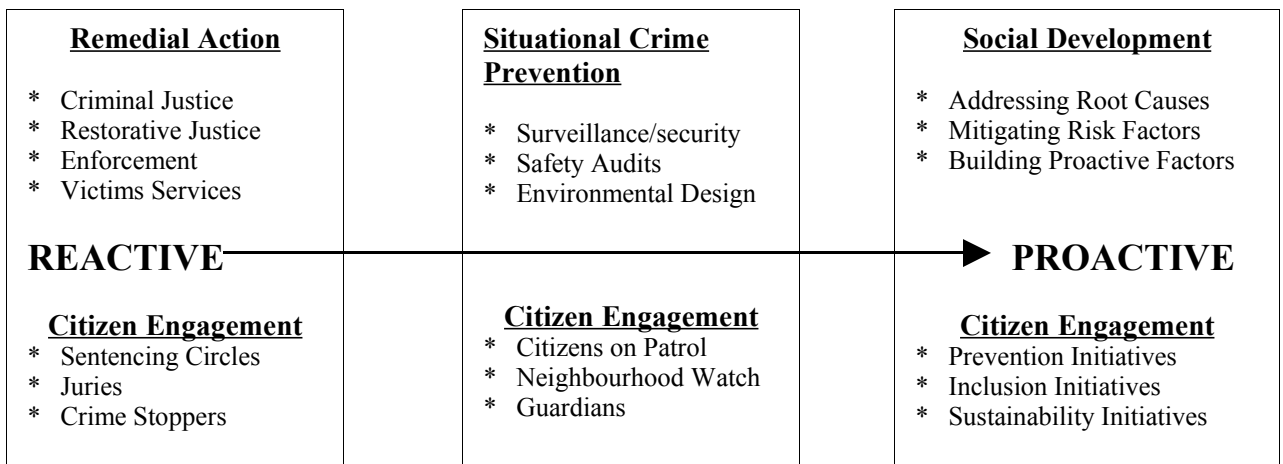 Remedial Action
* Criminal Justice
* Restorative Justice
* Enforcement
* Victims Services
REACTIVE
Citizen Engagement
* Sentencing Circles
* Juries
* Crime Stoppers
Situational Crime
Prevention
* Surveillance/security
* Safety Audits
* Environmental Design
Citizen Engagement
* Citizens on Patrol
* Neighbourhood Watch
* Guardians
Social Development
* Addressing Root Causes
* Mitigating Risk Factors
* Building Proactive Factors
PROACTIVE
Citizen Engagement
* Prevention Initiatives
* Inclusion Initiatives
* Sustainability Initiatives